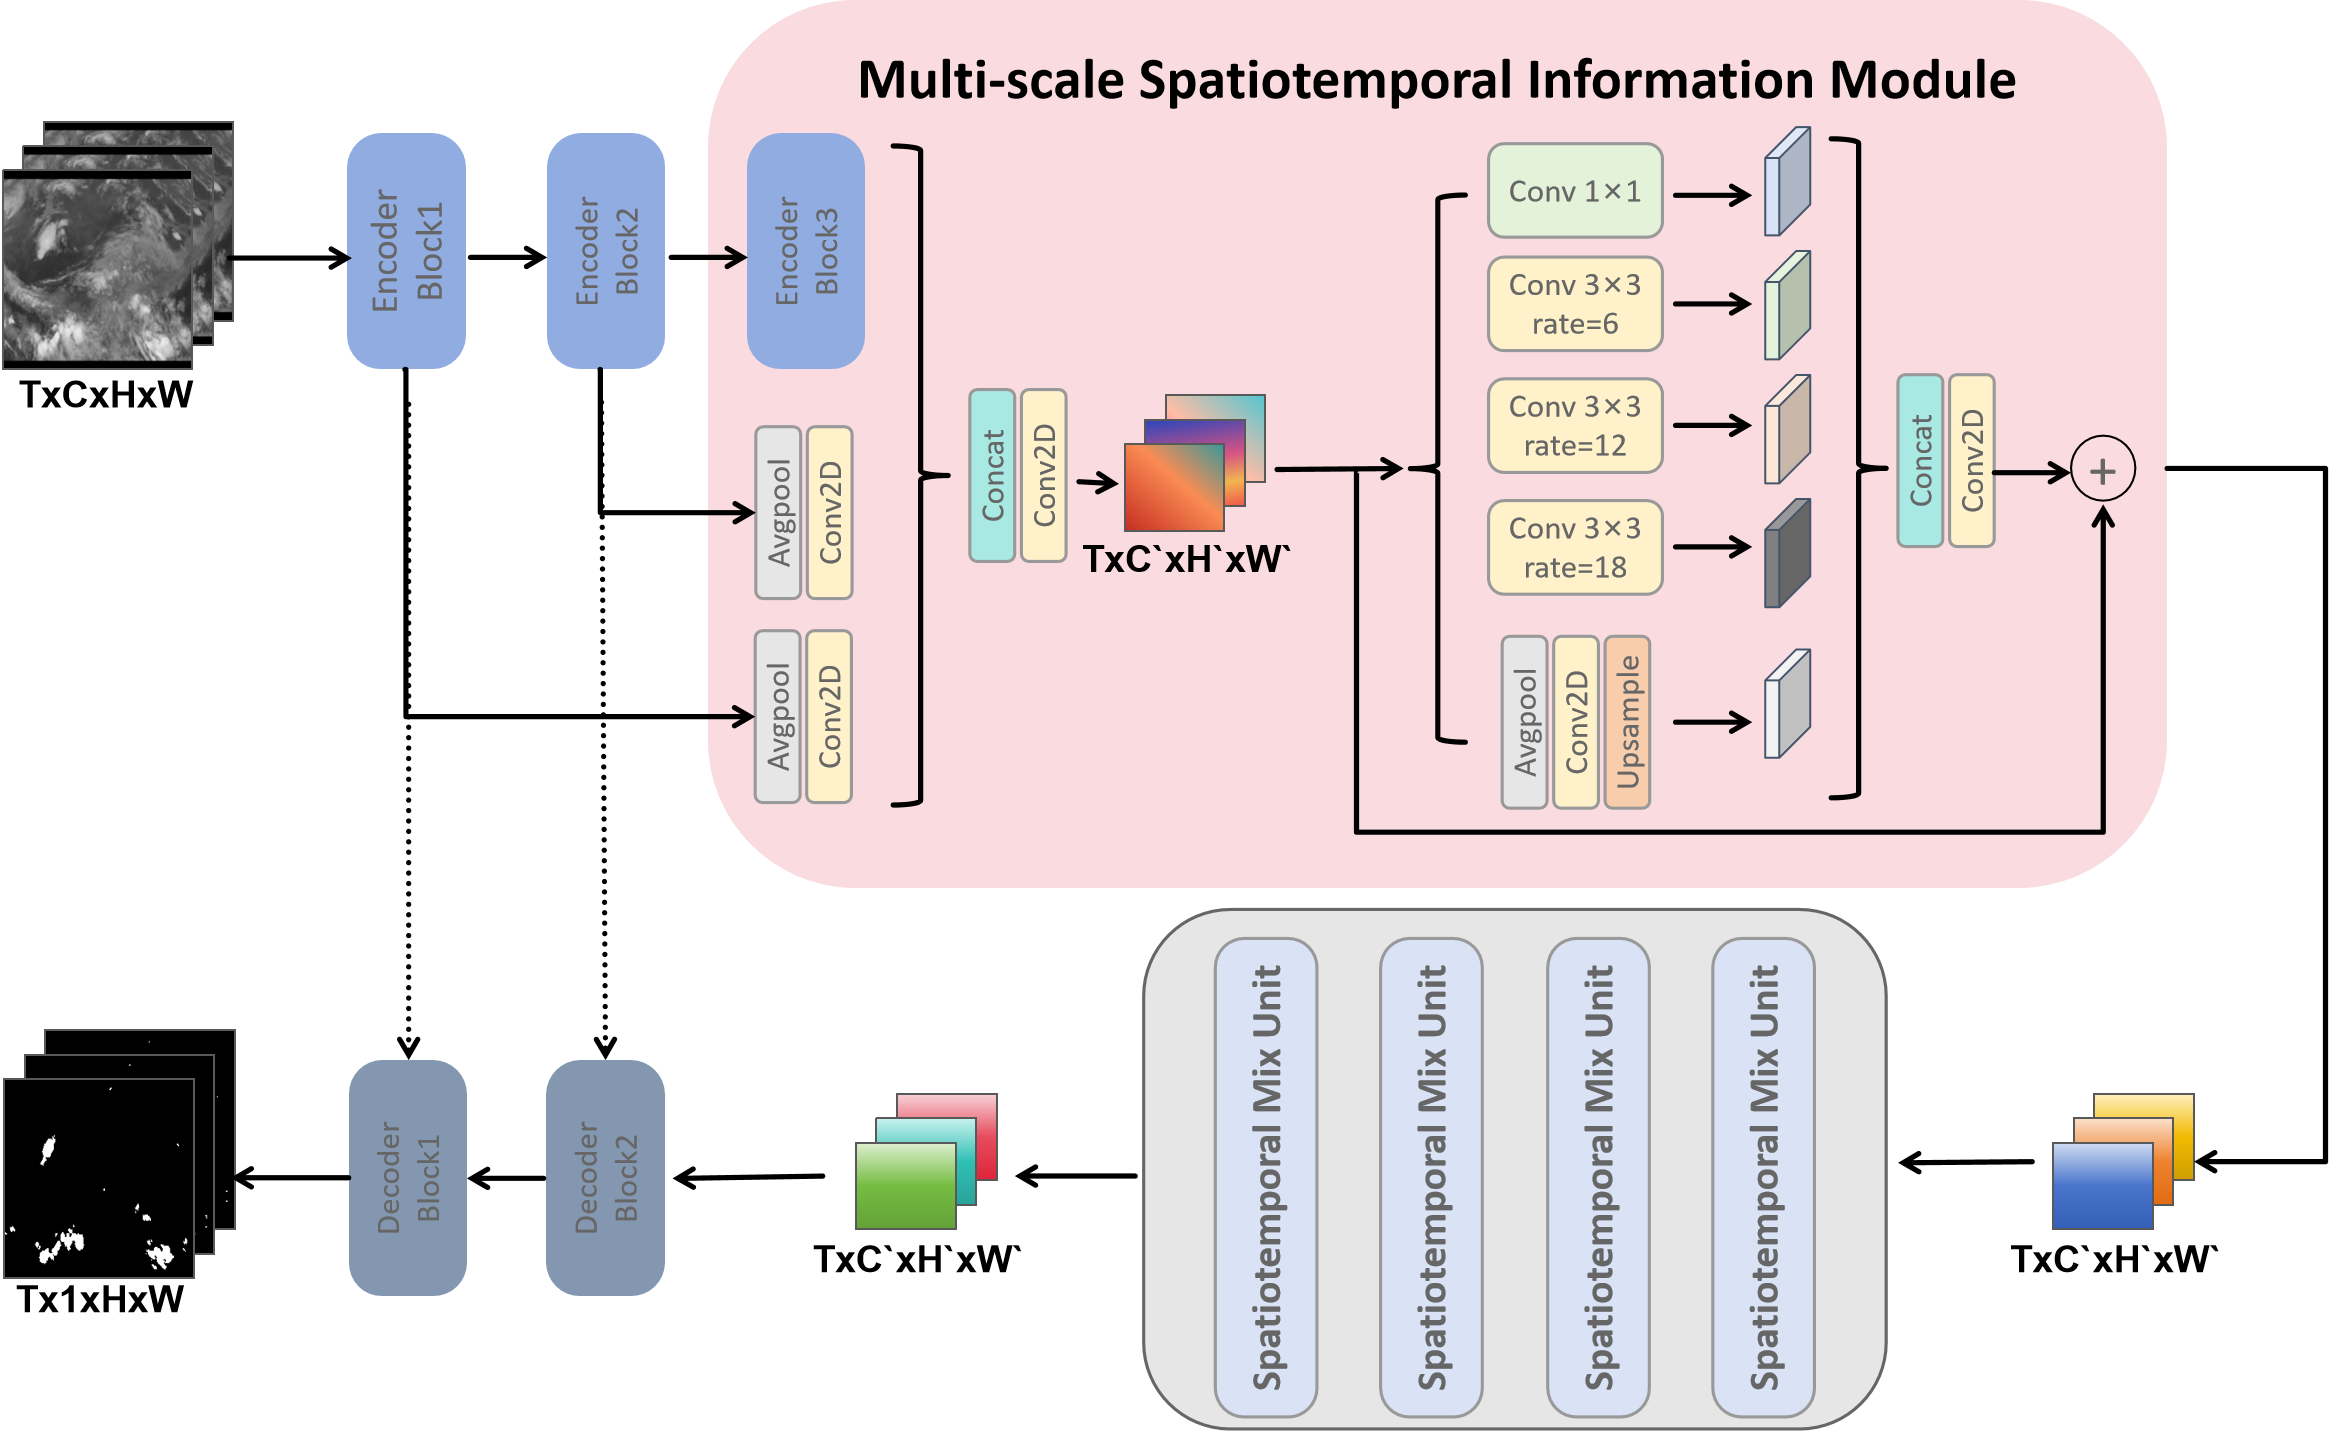 Multi-scale Spatiotemporal Information Module
TxCxHxW
Encoder
Block1
Encoder
Block2
Encoder
Block3
Avgpool
Conv2D
Avgpool
Conv2D
Concat
Conv2D
TxC`xH`xW`
Conv 1×1
Conv 3×3
rate=6
Conv 3×3
rate=12
Conv 3×3
rate=18
Avgpool
Conv2D
Upsample
Concat
Conv2D
+
Tx1xHxW
Decoder
Block1
Decoder
Block2
TxC`xH`xW`
Spatiotemporal Mix Unit
Spatiotemporal Mix Unit
Spatiotemporal Mix Unit
Spatiotemporal Mix Unit
TxC`xH`xW`